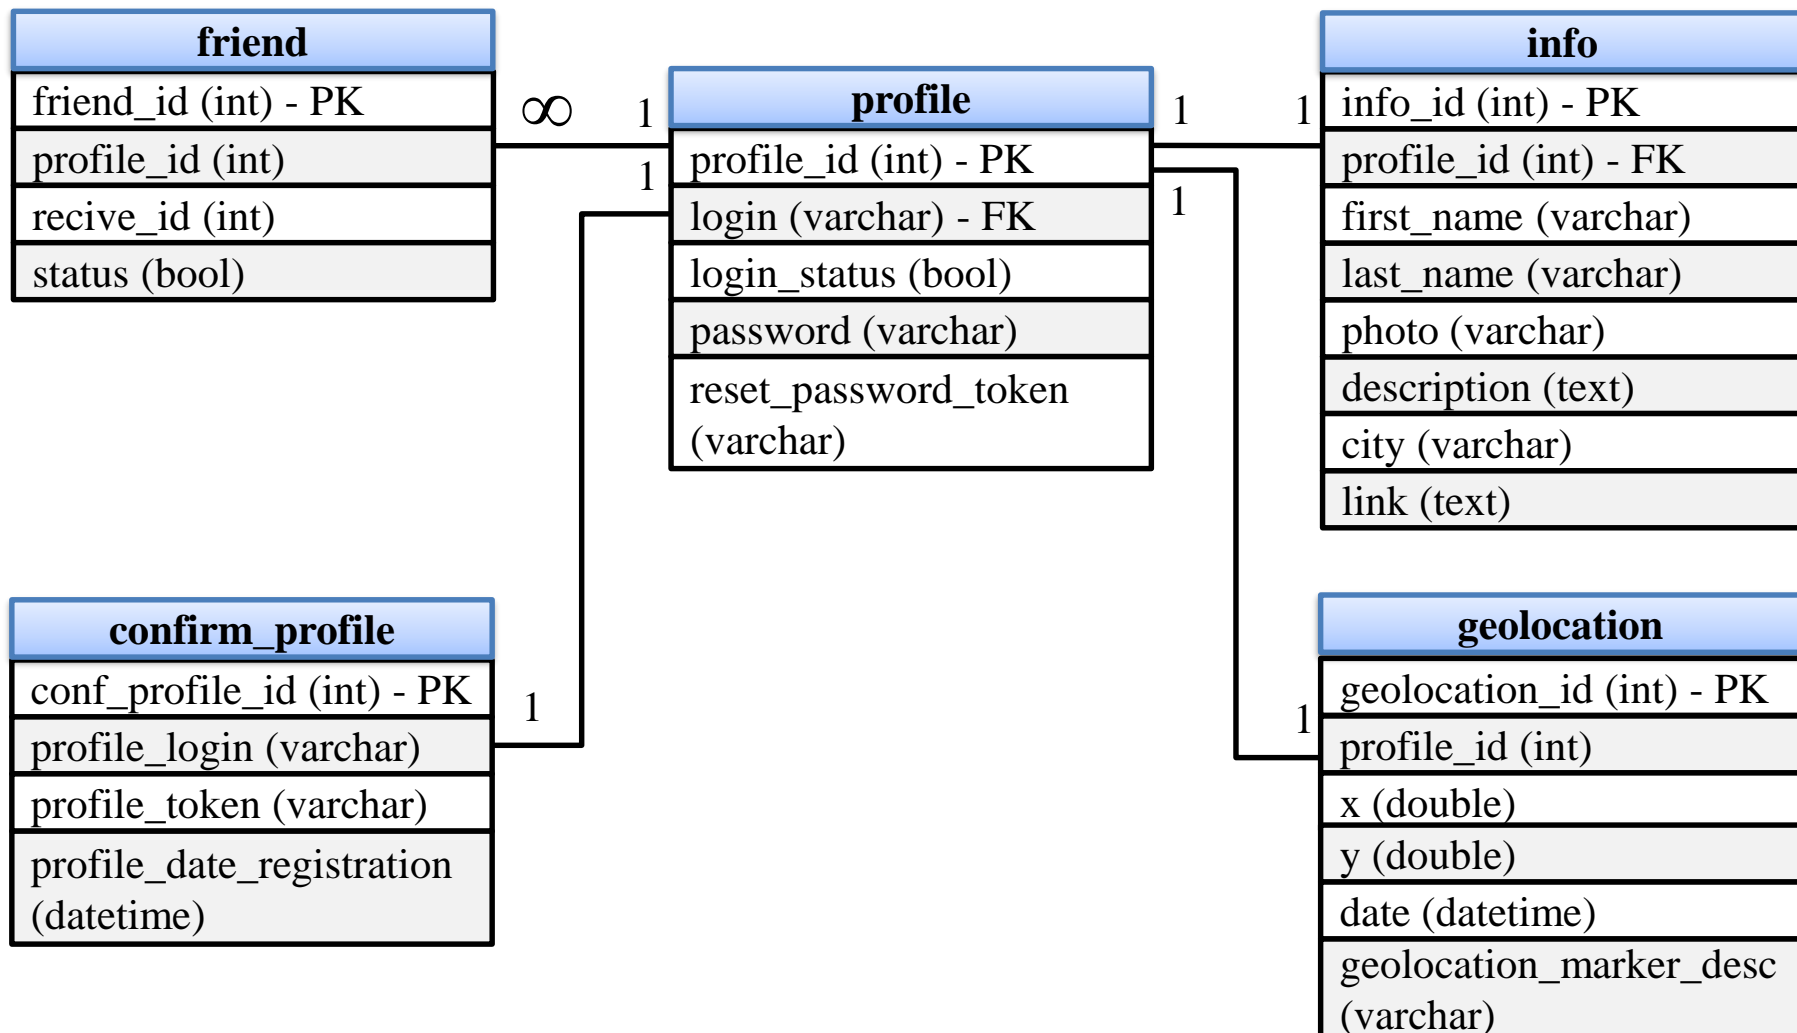 friend
friend_id (int) - PK
profile_id (int)
recive_id (int)
status (bool)
∞
1
1
profile
profile_id (int) - PK
login (varchar) - FK
login_status (bool)
password (varchar)
reset_password_token
(varchar)
1
1
1
info
info_id (int) - PK
profile_id (int) - FK
first_name (varchar)
last_name (varchar)
photo (varchar)
description (text)
city (varchar)
link (text)
confirm_profile
conf_profile_id (int) - PK
profile_login (varchar)
profile_token (varchar)
profile_date_registration
(datetime)
1
1
geolocation
geolocation_id (int) - PK
profile_id (int)
x (double)
y (double)
date (datetime)
geolocation_marker_desc
(varchar)